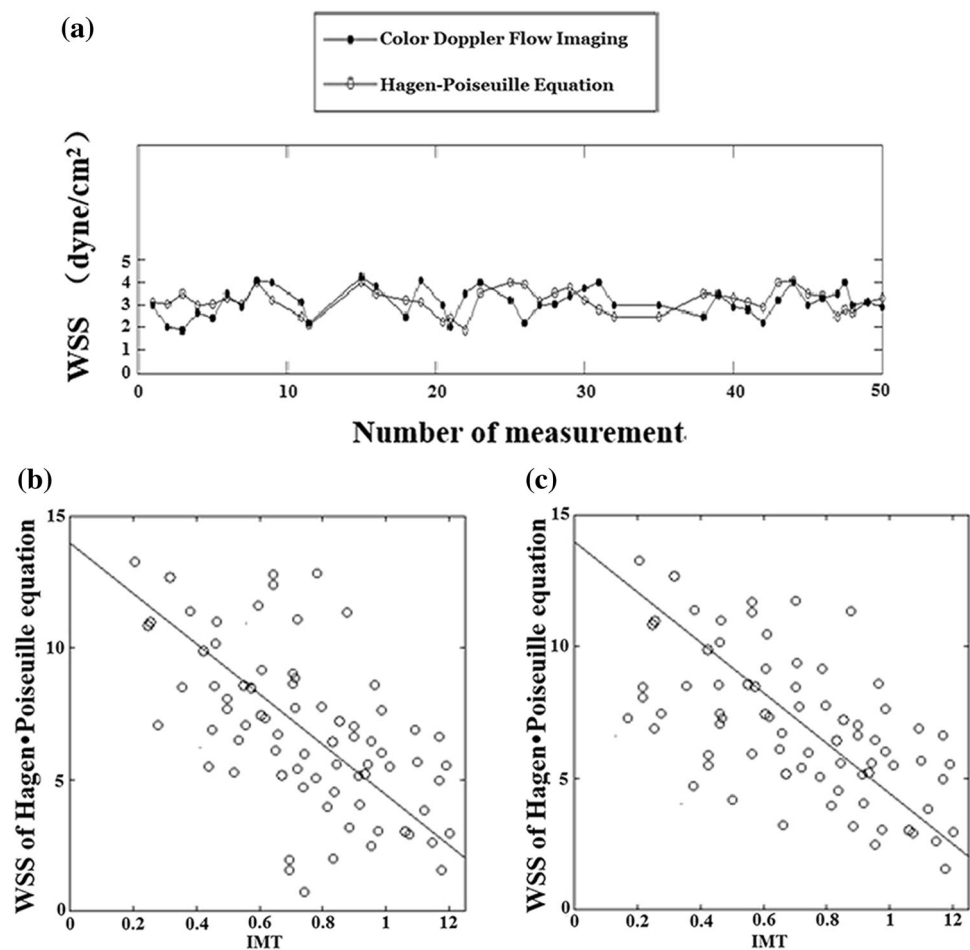 (a)
Color Doppler Flow Imaging
Hagen-Poiseuille Equation
WSS (dyne/cm²)
5
4
3
2
1
0
0 10 20 30 40 50
Number of measurement
(b)
WSS of Hagen·Poiseuille equation
15
10
5
0
0 0.2 0.4 0.6 0.8 1 12
IMT
(c)
WSS of Hagen·Poiseuille equation
15
10
5
0
0 0.2 0.4 0.6 0.8 1 12
IMT